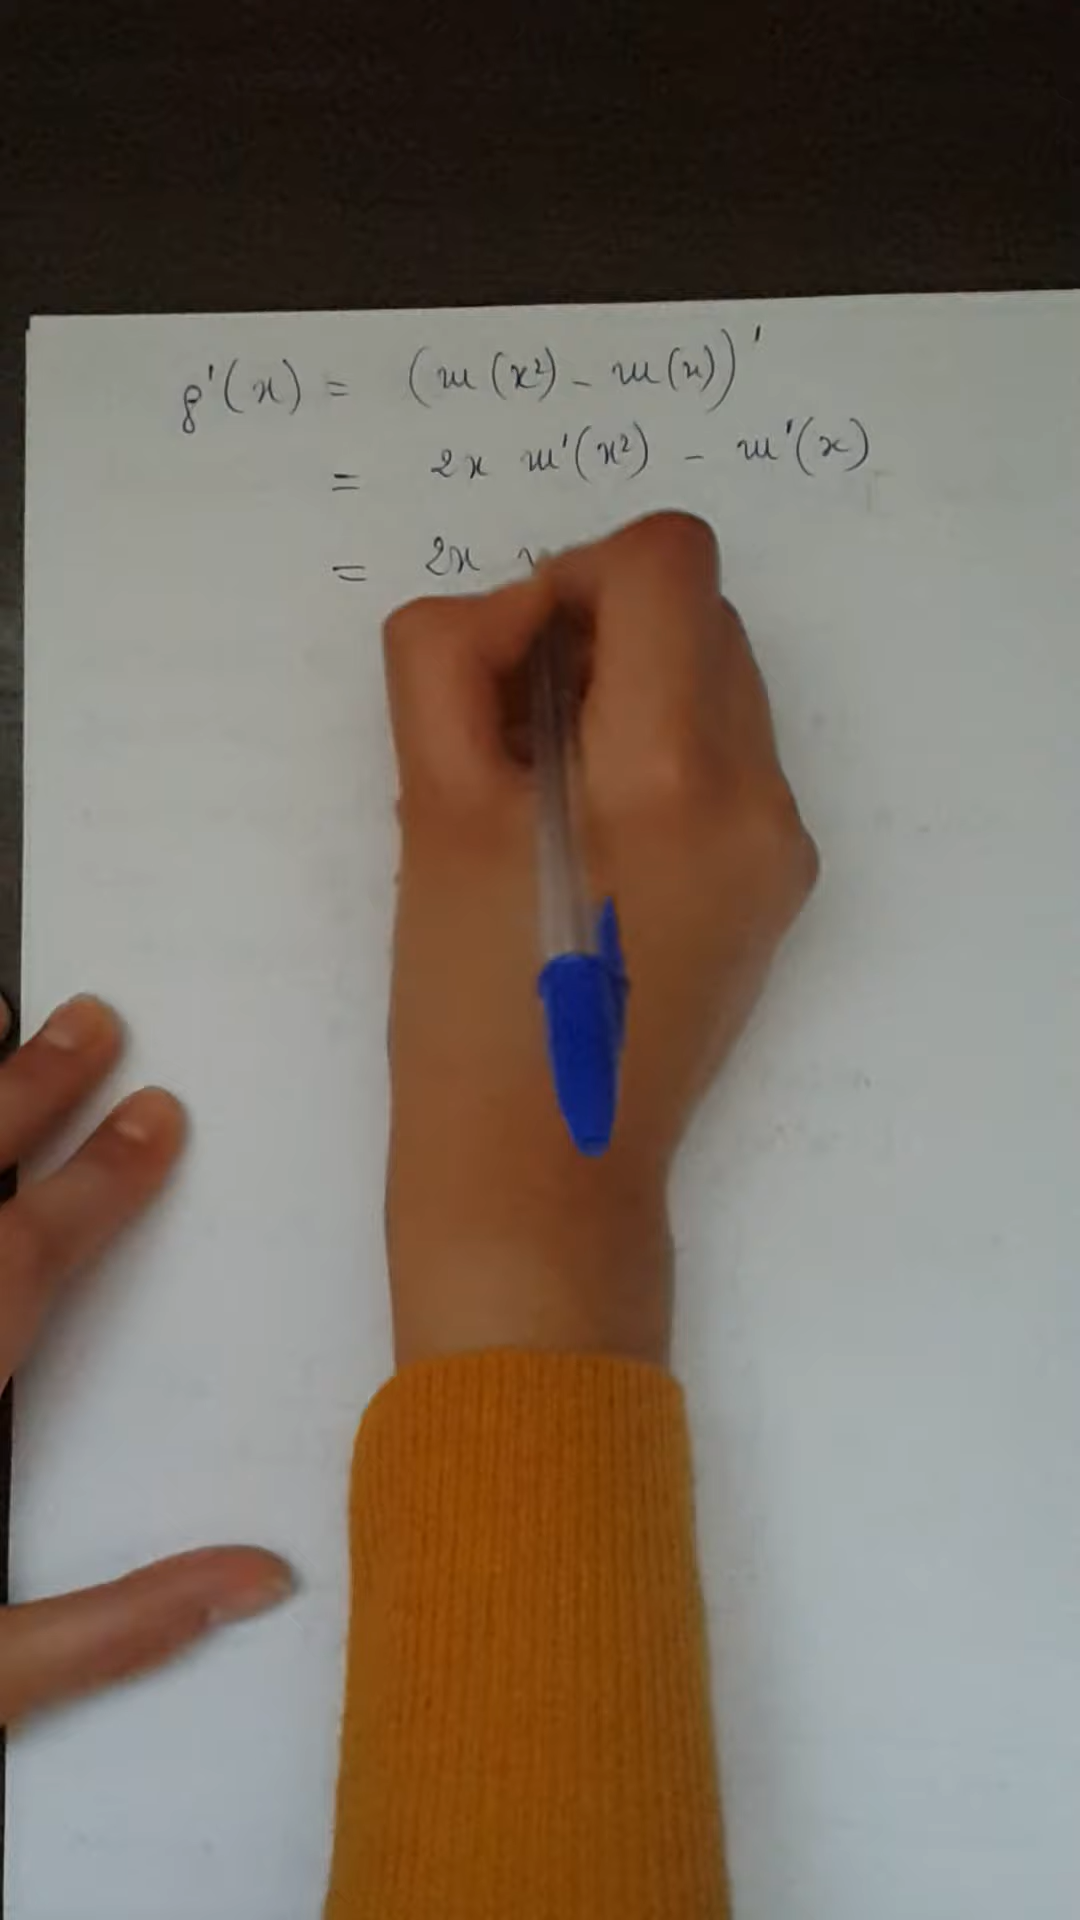 g'(x) = (m(x²) - m(x))'
= 2x m'(x²) - m'(x)
= 2x